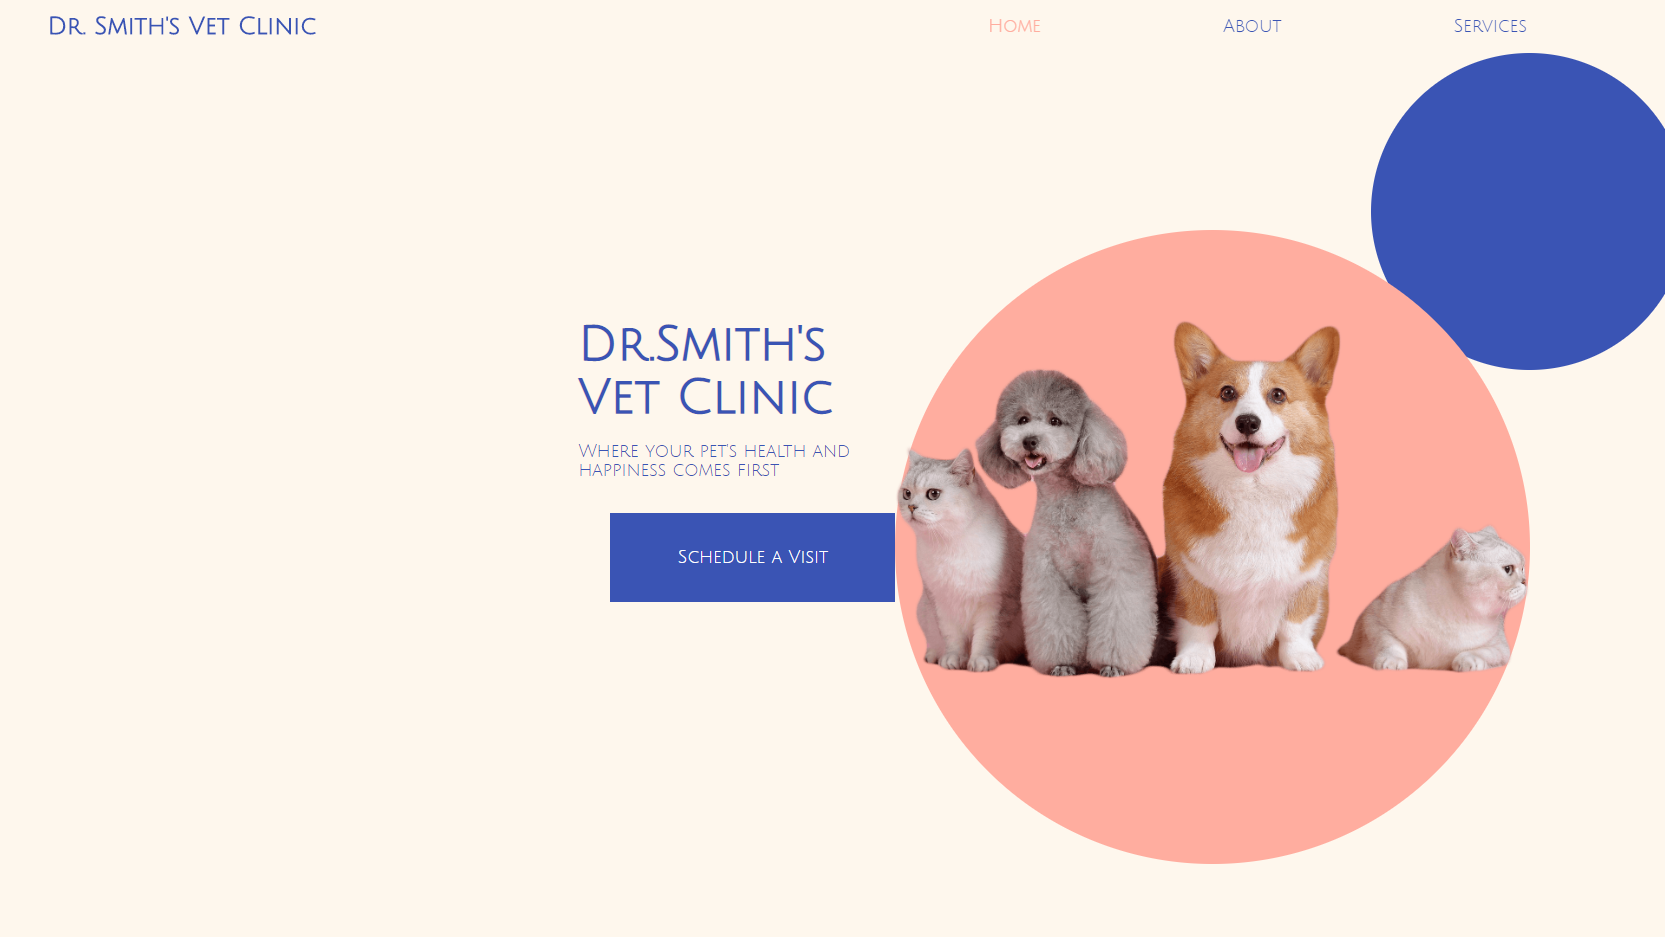 Dr. Smith's Vet Clinic
Home
About
Services
Dr.Smith's
Vet Clinic
Where your pet's health and
happiness comes first
Schedule a Visit